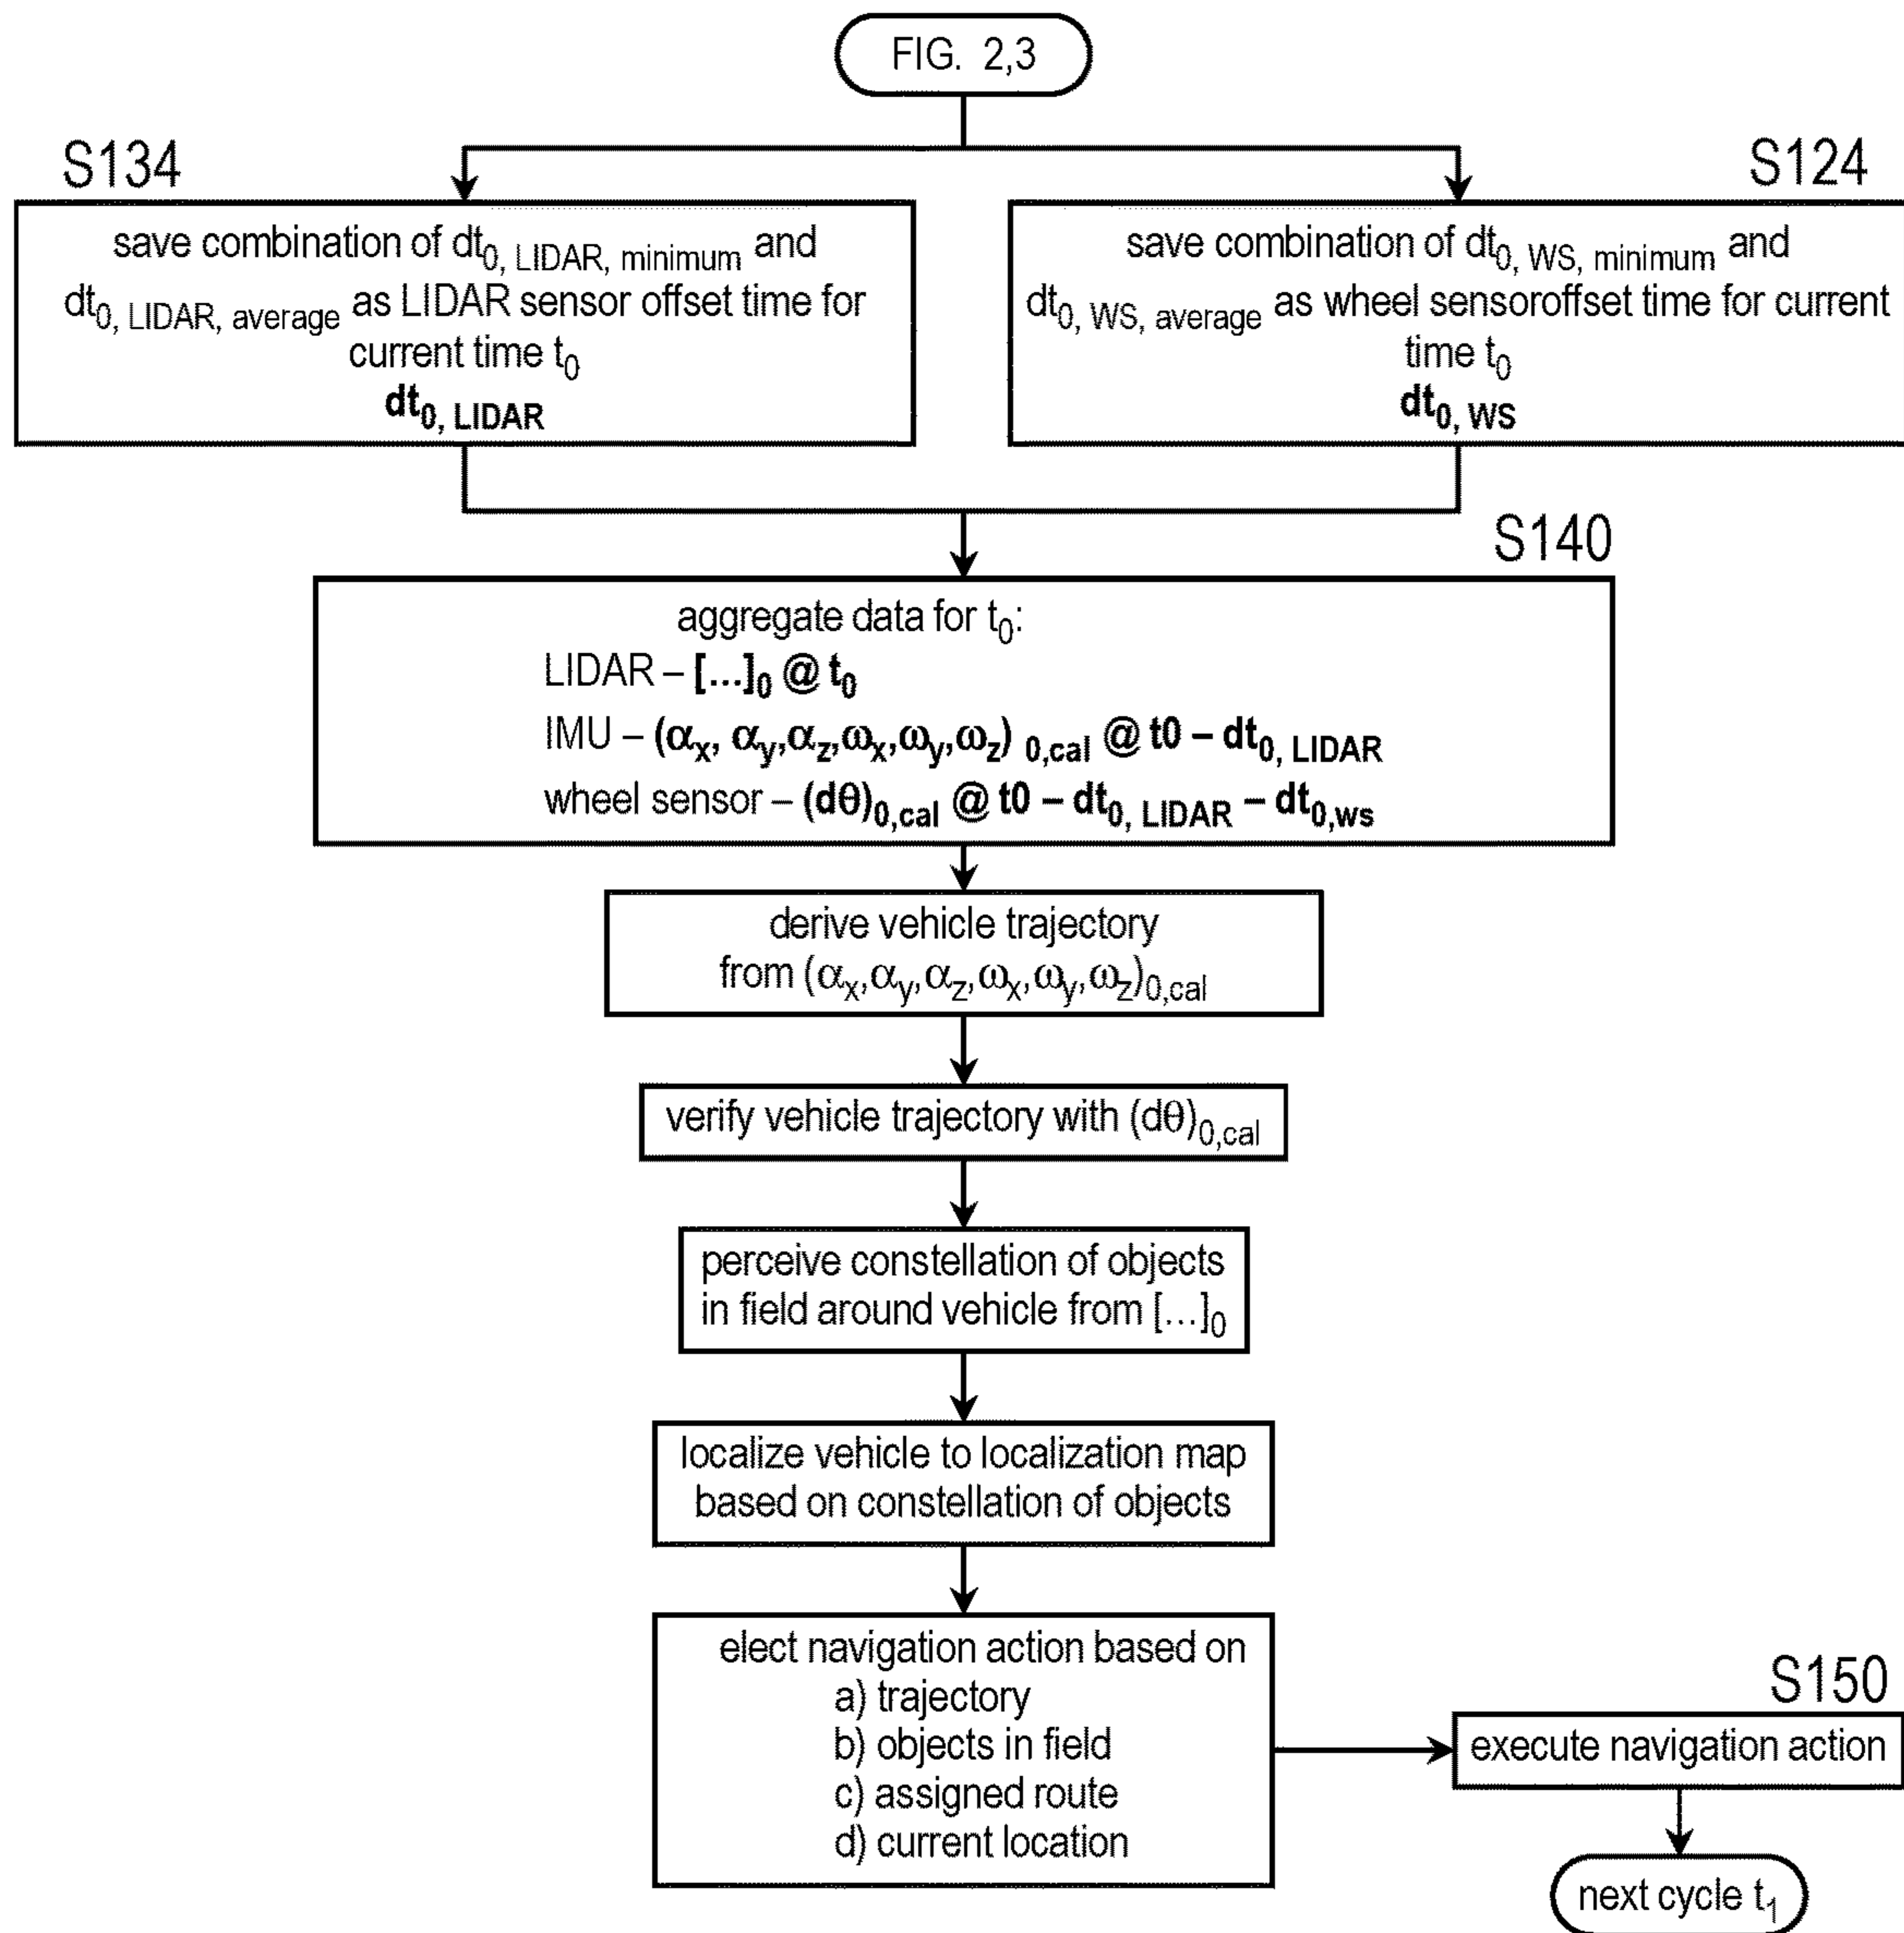 FIG. 2,3
S134
save combination of dt0, LIDAR, minimum and
dt0, LIDAR, average as LIDAR sensor offset time for
current time t0
dt0, LIDAR
S124
save combination of dt0, WS, minimum and
dt0, WS, average as wheel sensoroffset time for current
time t0
dt0, WS
S140
aggregate data for t0:
LIDAR – [...]0 @ t0
IMU – (αx, αy,αz,ωx,ωy,ωz) 0,cal @ t0 – dt0, LIDAR
wheel sensor – (dθ)0,cal @ t0 – dt0, LIDAR – dt0,ws
derive vehicle trajectory
from (αx,αy,αz,ωx,ωy,ωz)0,cal
verify vehicle trajectory with (dθ)0,cal
perceive constellation of objects
in field around vehicle from [...]0
localize vehicle to localization map
based on constellation of objects
elect navigation action based on
a) trajectory
b) objects in field
c) assigned route
d) current location
S150
execute navigation action
next cycle t1